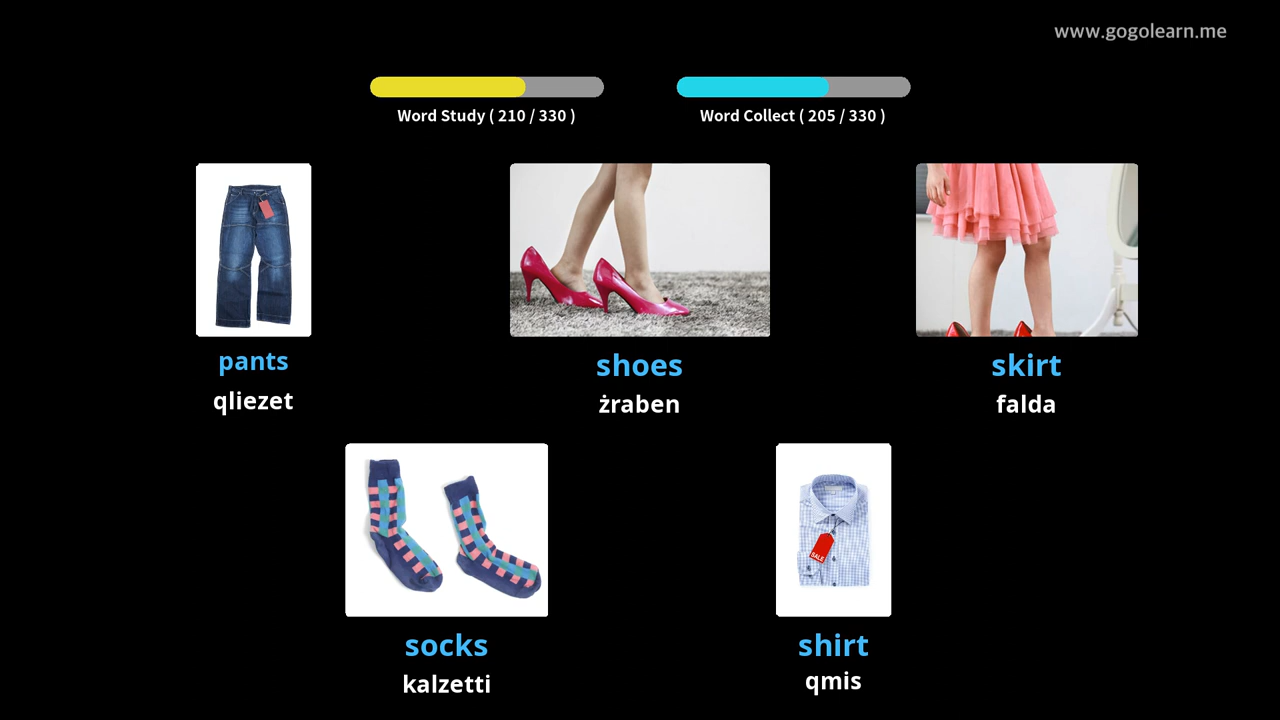 www.gogolearn.me
Word Study ( 210 / 330 )
Word Collect ( 205 / 330 )
pants
qliezet
shoes
żraben
skirt
falda
socks
kalzetti
SALE
shirt
qmis